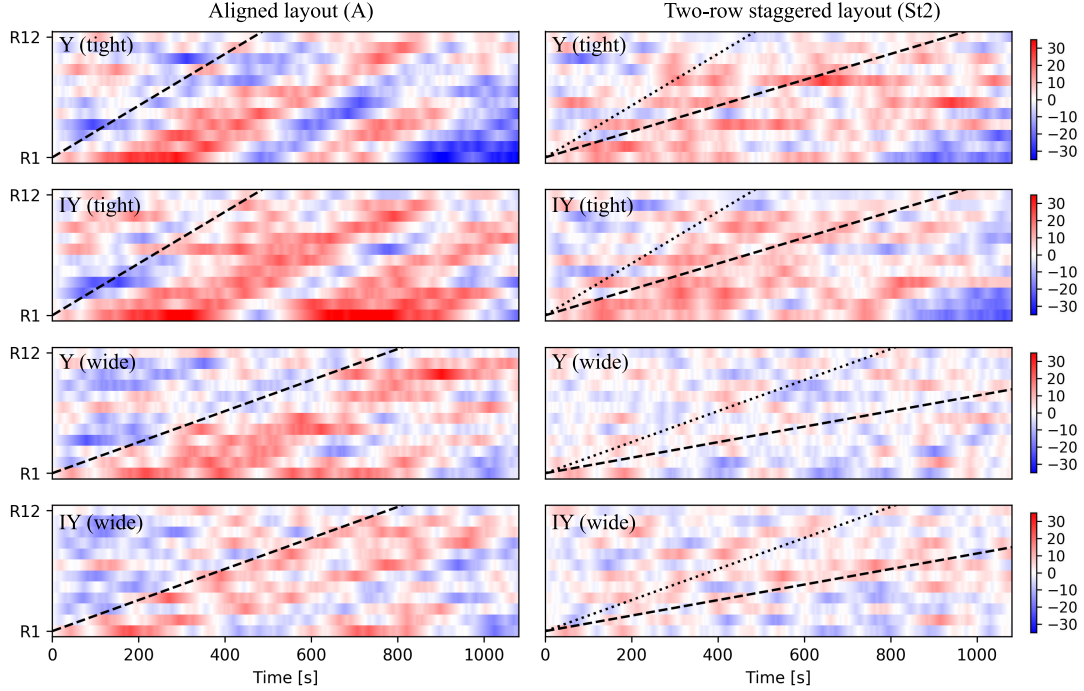 Aligned layout (A)
Two-row staggered layout (St2)
R12
Y (tight)
Y (tight)
30
20
10
0
−10
−20
−30
R1
R12
IY (tight)
IY (tight)
30
20
10
0
−10
−20
−30
R1
R12
Y (wide)
Y (wide)
30
20
10
0
−10
−20
−30
R1
R12
IY (wide)
IY (wide)
30
20
10
0
−10
−20
−30
R1
0 200 400 600 800 1000
0 200 400 600 800 1000
Time [s]
Time [s]